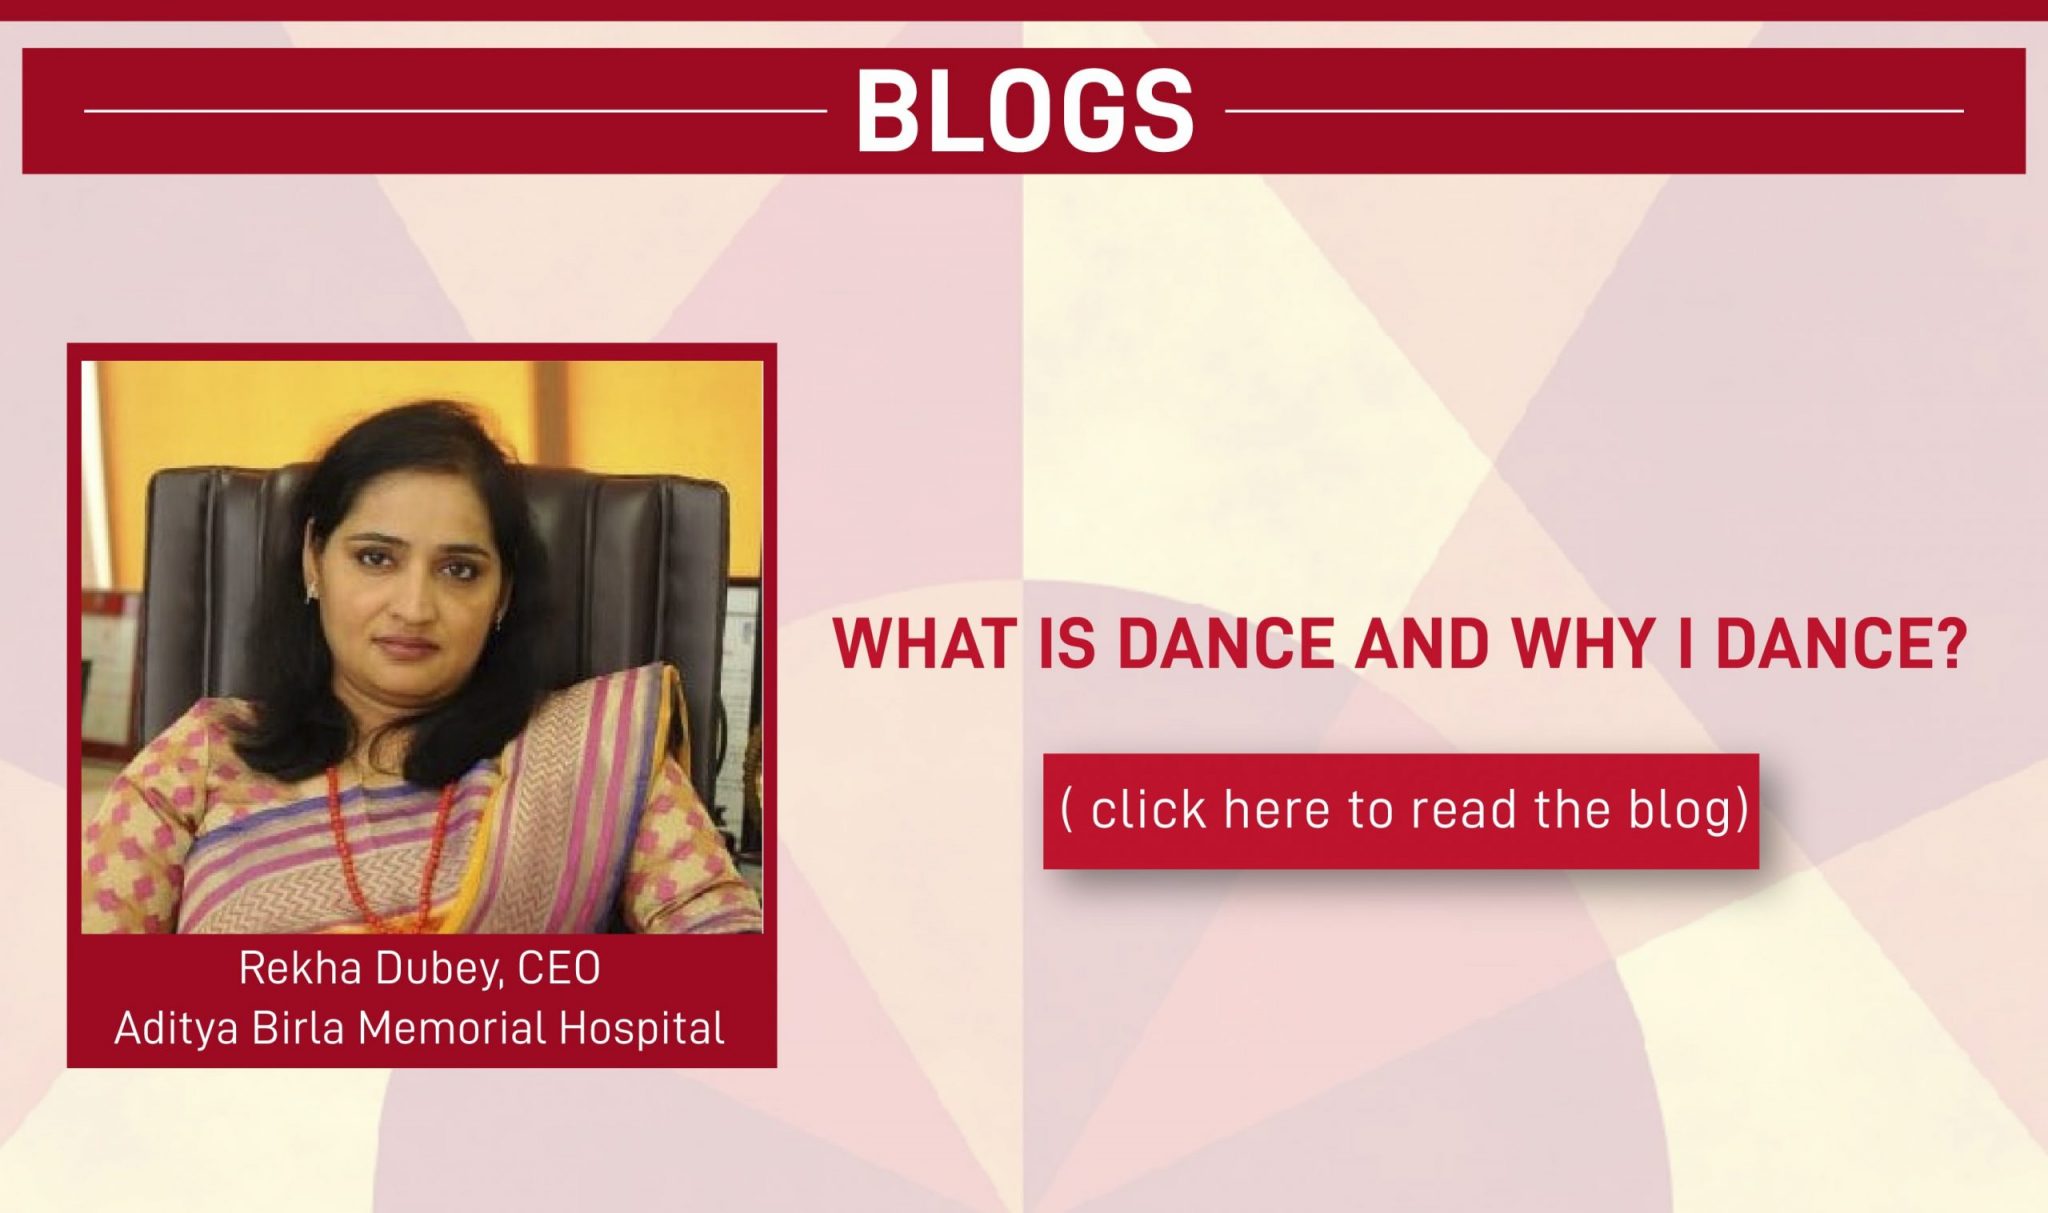 BLOGS
WHAT IS DANCE AND WHY I DANCE?
( click here to read the blog)
Rekha Dubey, CEO
Aditya Birla Memorial Hospital